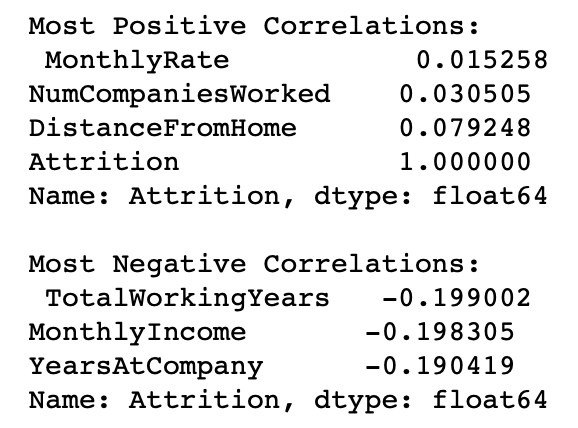 Most Positive Correlations:
 MonthlyRate           0.015258
NumCompaniesWorked    0.030505
DistanceFromHome      0.079248
Attrition             1.000000
Name: Attrition, dtype: float64

Most Negative Correlations:
 TotalWorkingYears   -0.199002
MonthlyIncome       -0.198305
YearsAtCompany      -0.190419
Name: Attrition, dtype: float64